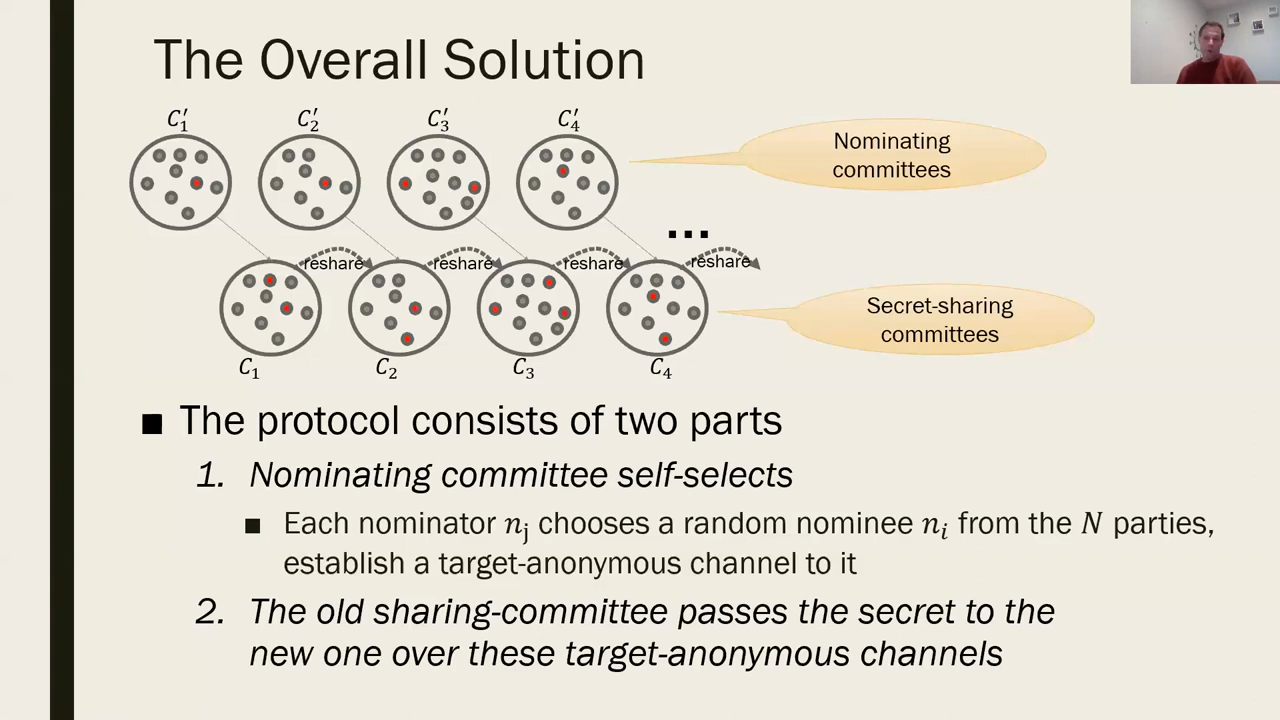 The Overall Solution
C′₁ C′₂ C′₃ C′₄
Nominating
committees
...
reshare reshare reshare reshare
Secret-sharing
committees
C₁ C₂ C₃ C₄
■ The protocol consists of two parts
1. Nominating committee self-selects
■ Each nominator nⱼ chooses a random nominee nᵢ from the N parties,
establish a target-anonymous channel to it
2. The old sharing-committee passes the secret to the
new one over these target-anonymous channels